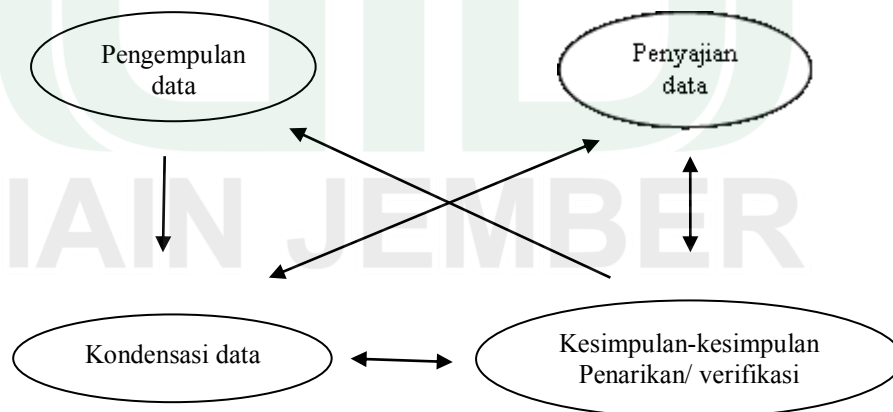 Pengempulan
data
Penyajian
data
IAIN JEMBER
Kondensasi data
Kesimpulan-kesimpulan
Penarikan/ verifikasi